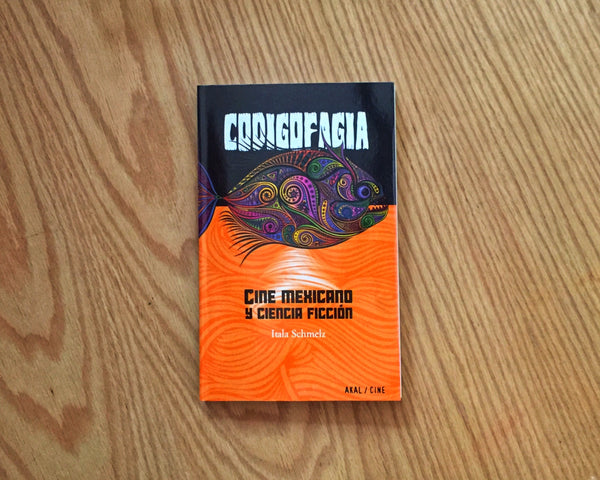 CODIGOFAGIA
CINE MEXICANO
Y CIENCIA FICCIÓN
Itala Schmelz
AKAL / CINE